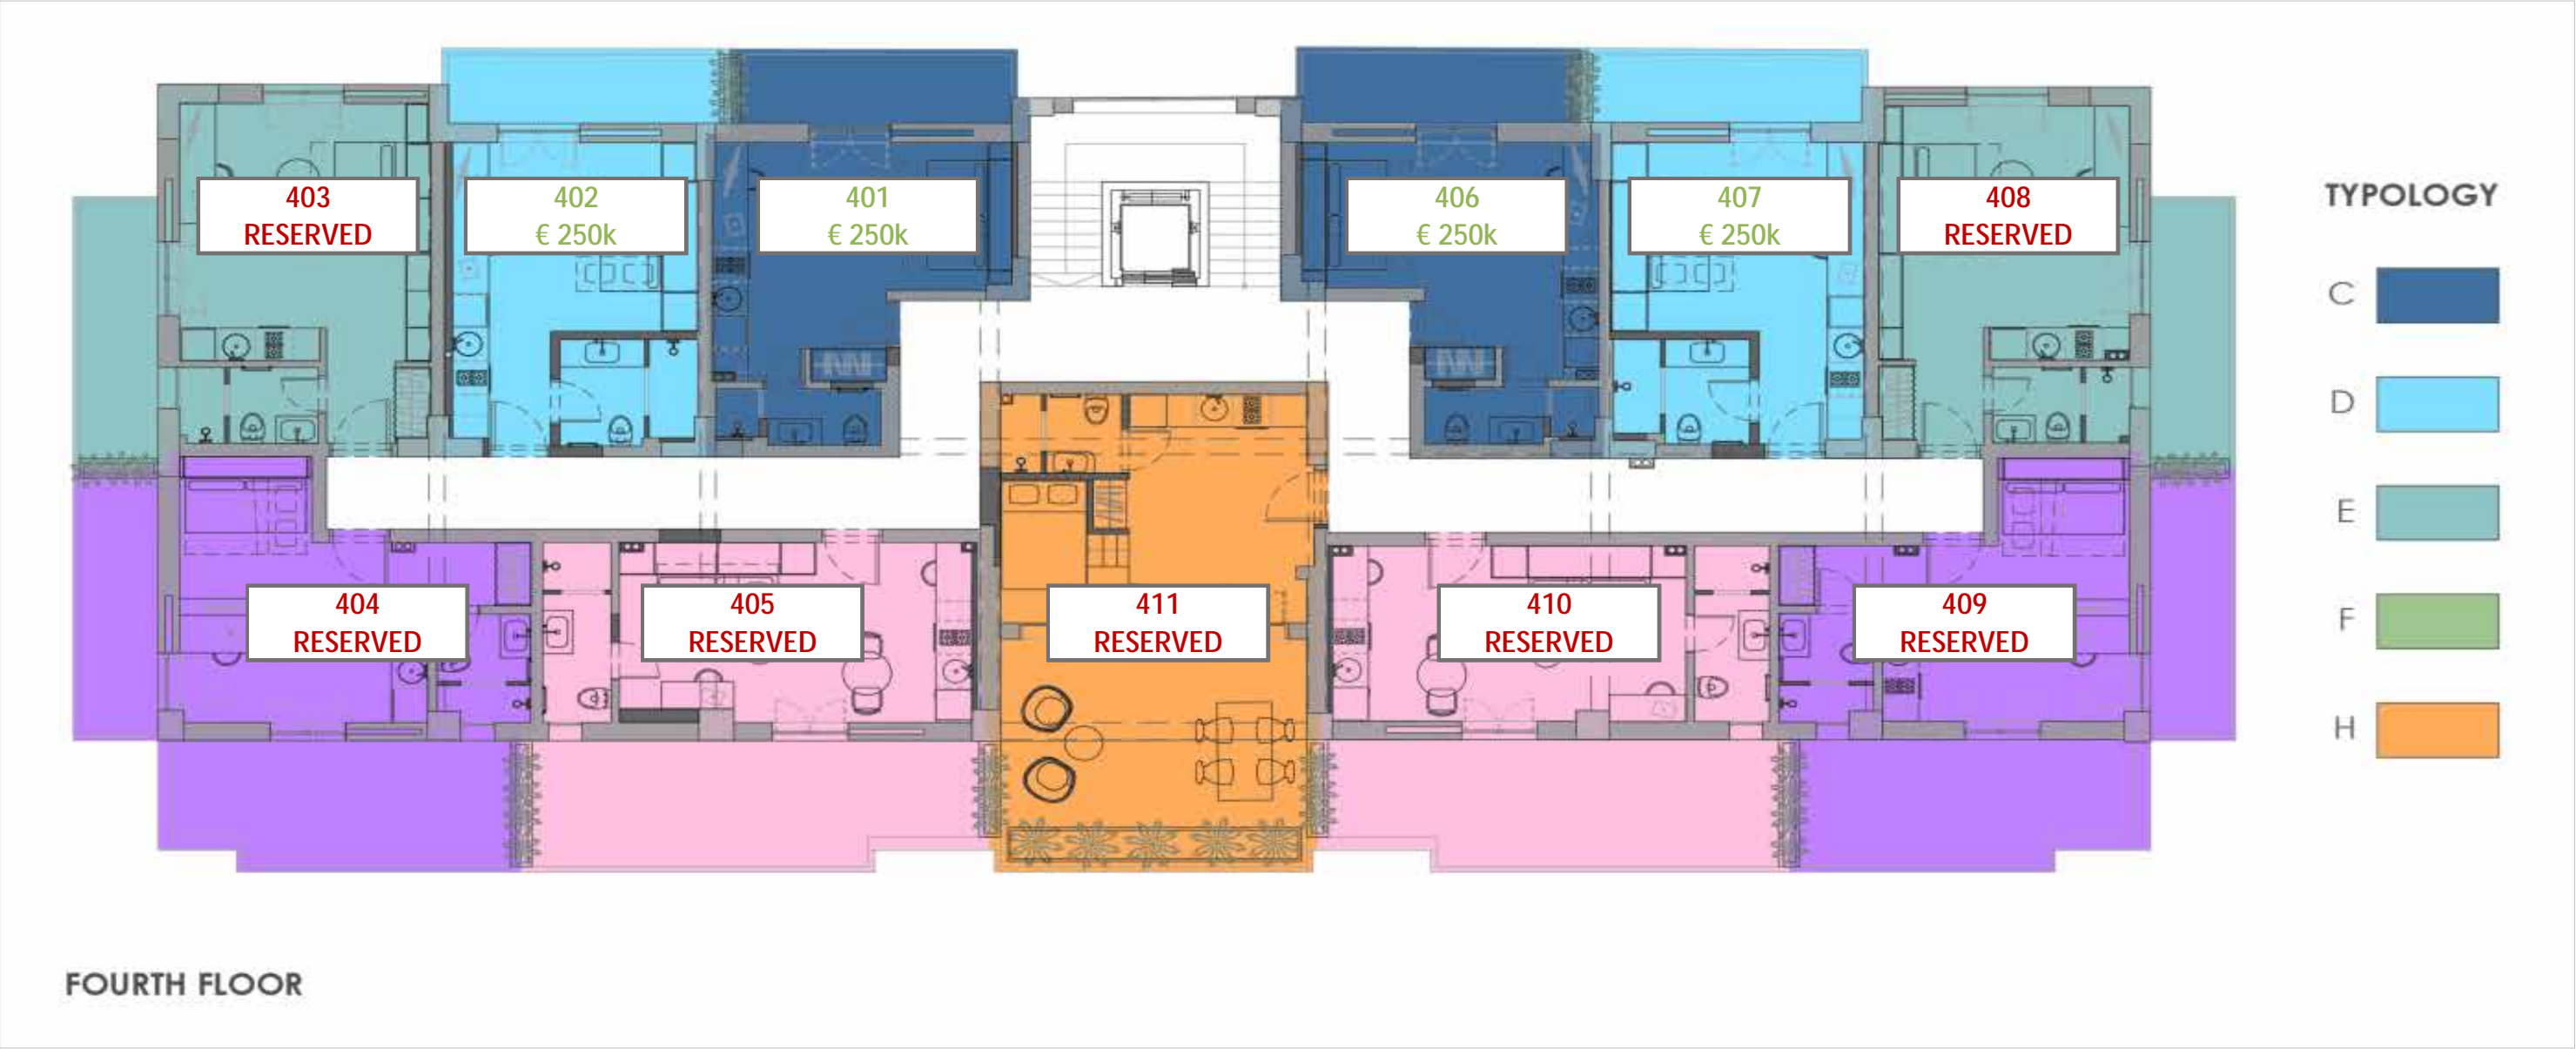 403
RESERVED
402
€ 250k
401
€ 250k
406
€ 250k
407
€ 250k
408
RESERVED
TYPOLOGY
C
D
E
F
H
404
RESERVED
405
RESERVED
411
RESERVED
410
RESERVED
409
RESERVED
FOURTH FLOOR